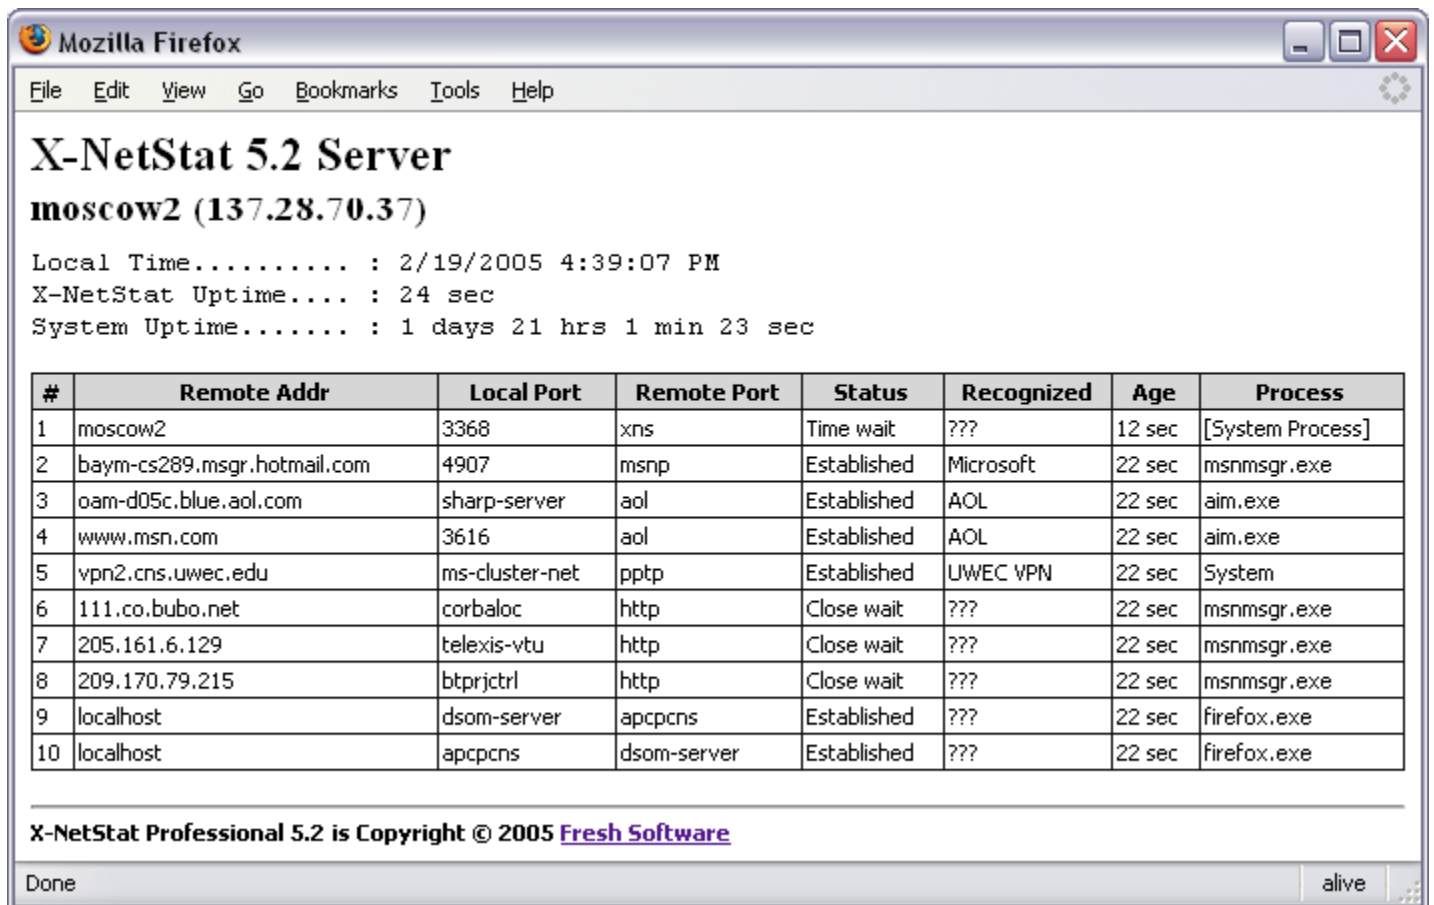 Mozilla Firefox
File Edit View Go Bookmarks Tools Help
X-NetStat 5.2 Server
moscow2 (137.28.70.37)
Local Time.......... : 2/19/2005 4:39:07 PM
X-NetStat Uptime.... : 24 sec
System Uptime....... : 1 days 21 hrs 1 min 23 sec
# Remote Addr Local Port Remote Port Status Recognized Age Process
1 moscow2 3368 xns Time wait ??? 12 sec [System Process]
2 baym-cs289.msgr.hotmail.com 4907 msnp Established Microsoft 22 sec msnmsgr.exe
3 oam-d05c.blue.aol.com sharp-server aol Established AOL 22 sec aim.exe
4 www.msn.com 3616 aol Established AOL 22 sec aim.exe
5 vpn2.cns.uwec.edu ms-cluster-net pptp Established UWEC VPN 22 sec System
6 111.co.bubo.net corbaloc http Close wait ??? 22 sec msnmsgr.exe
7 205.161.6.129 telexis-vtu http Close wait ??? 22 sec msnmsgr.exe
8 209.170.79.215 btprjctrl http Close wait ??? 22 sec msnmsgr.exe
9 localhost dsom-server apcpcns Established ??? 22 sec firefox.exe
10 localhost apcpcns dsom-server Established ??? 22 sec firefox.exe
X-NetStat Professional 5.2 is Copyright © 2005 Fresh Software
Done alive